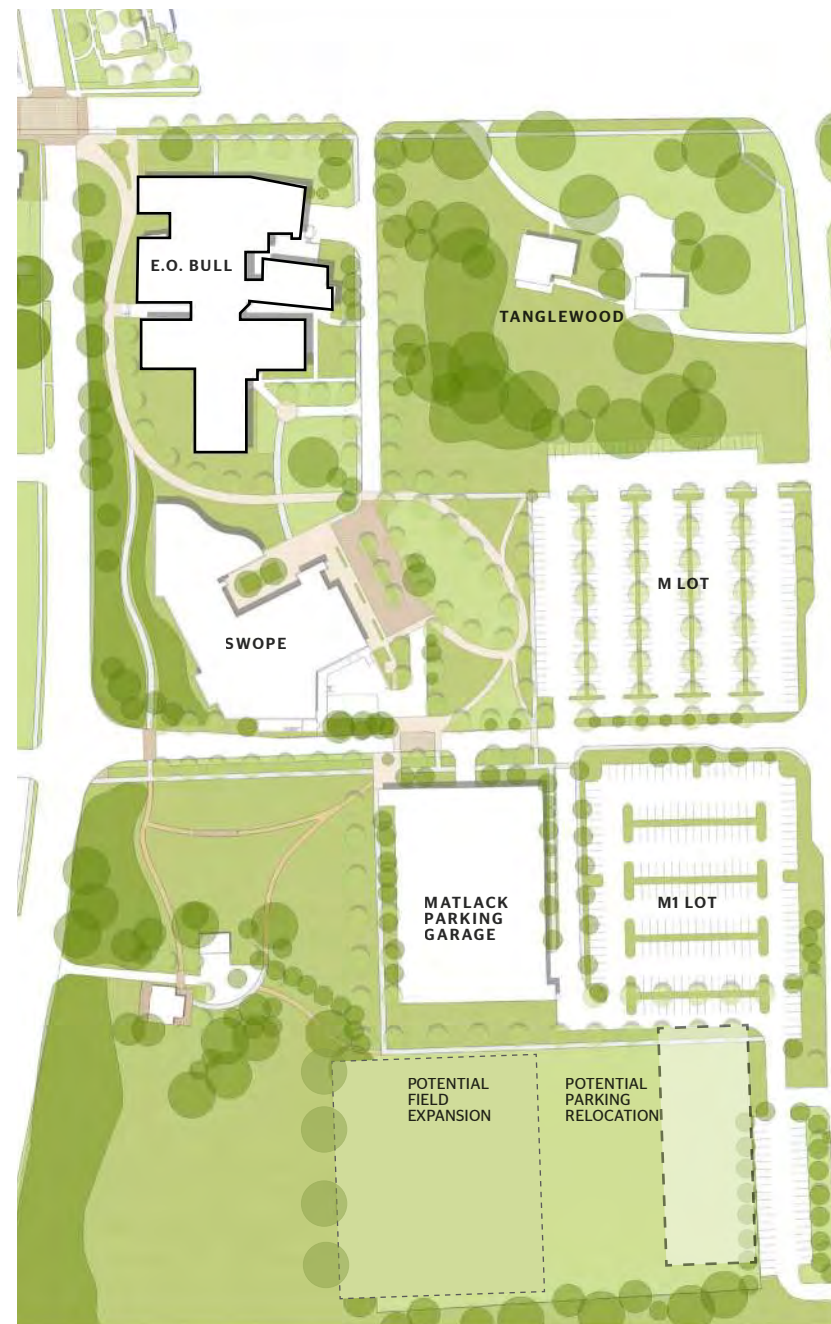 E.O. BULL
TANGLEWOOD
M LOT
SWOPE
MATLACK
PARKING
GARAGE
M1 LOT
POTENTIAL
FIELD
EXPANSION
POTENTIAL
PARKING
RELOCATION